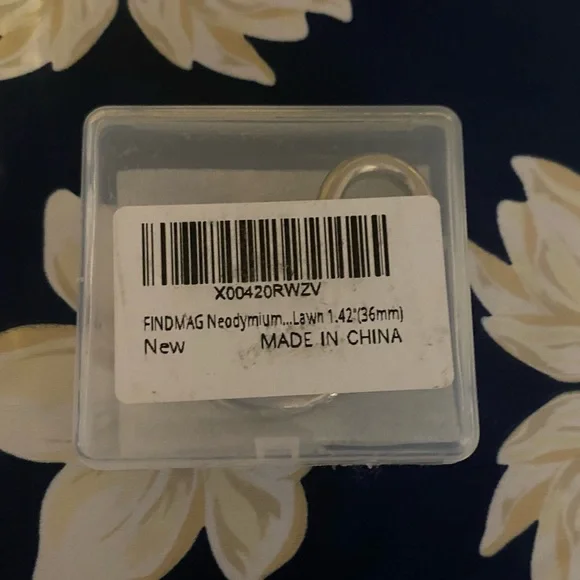 X00420RWZV
FINDMAG Neodymium...Lawn 1.42"(36mm)
New MADE IN CHINA